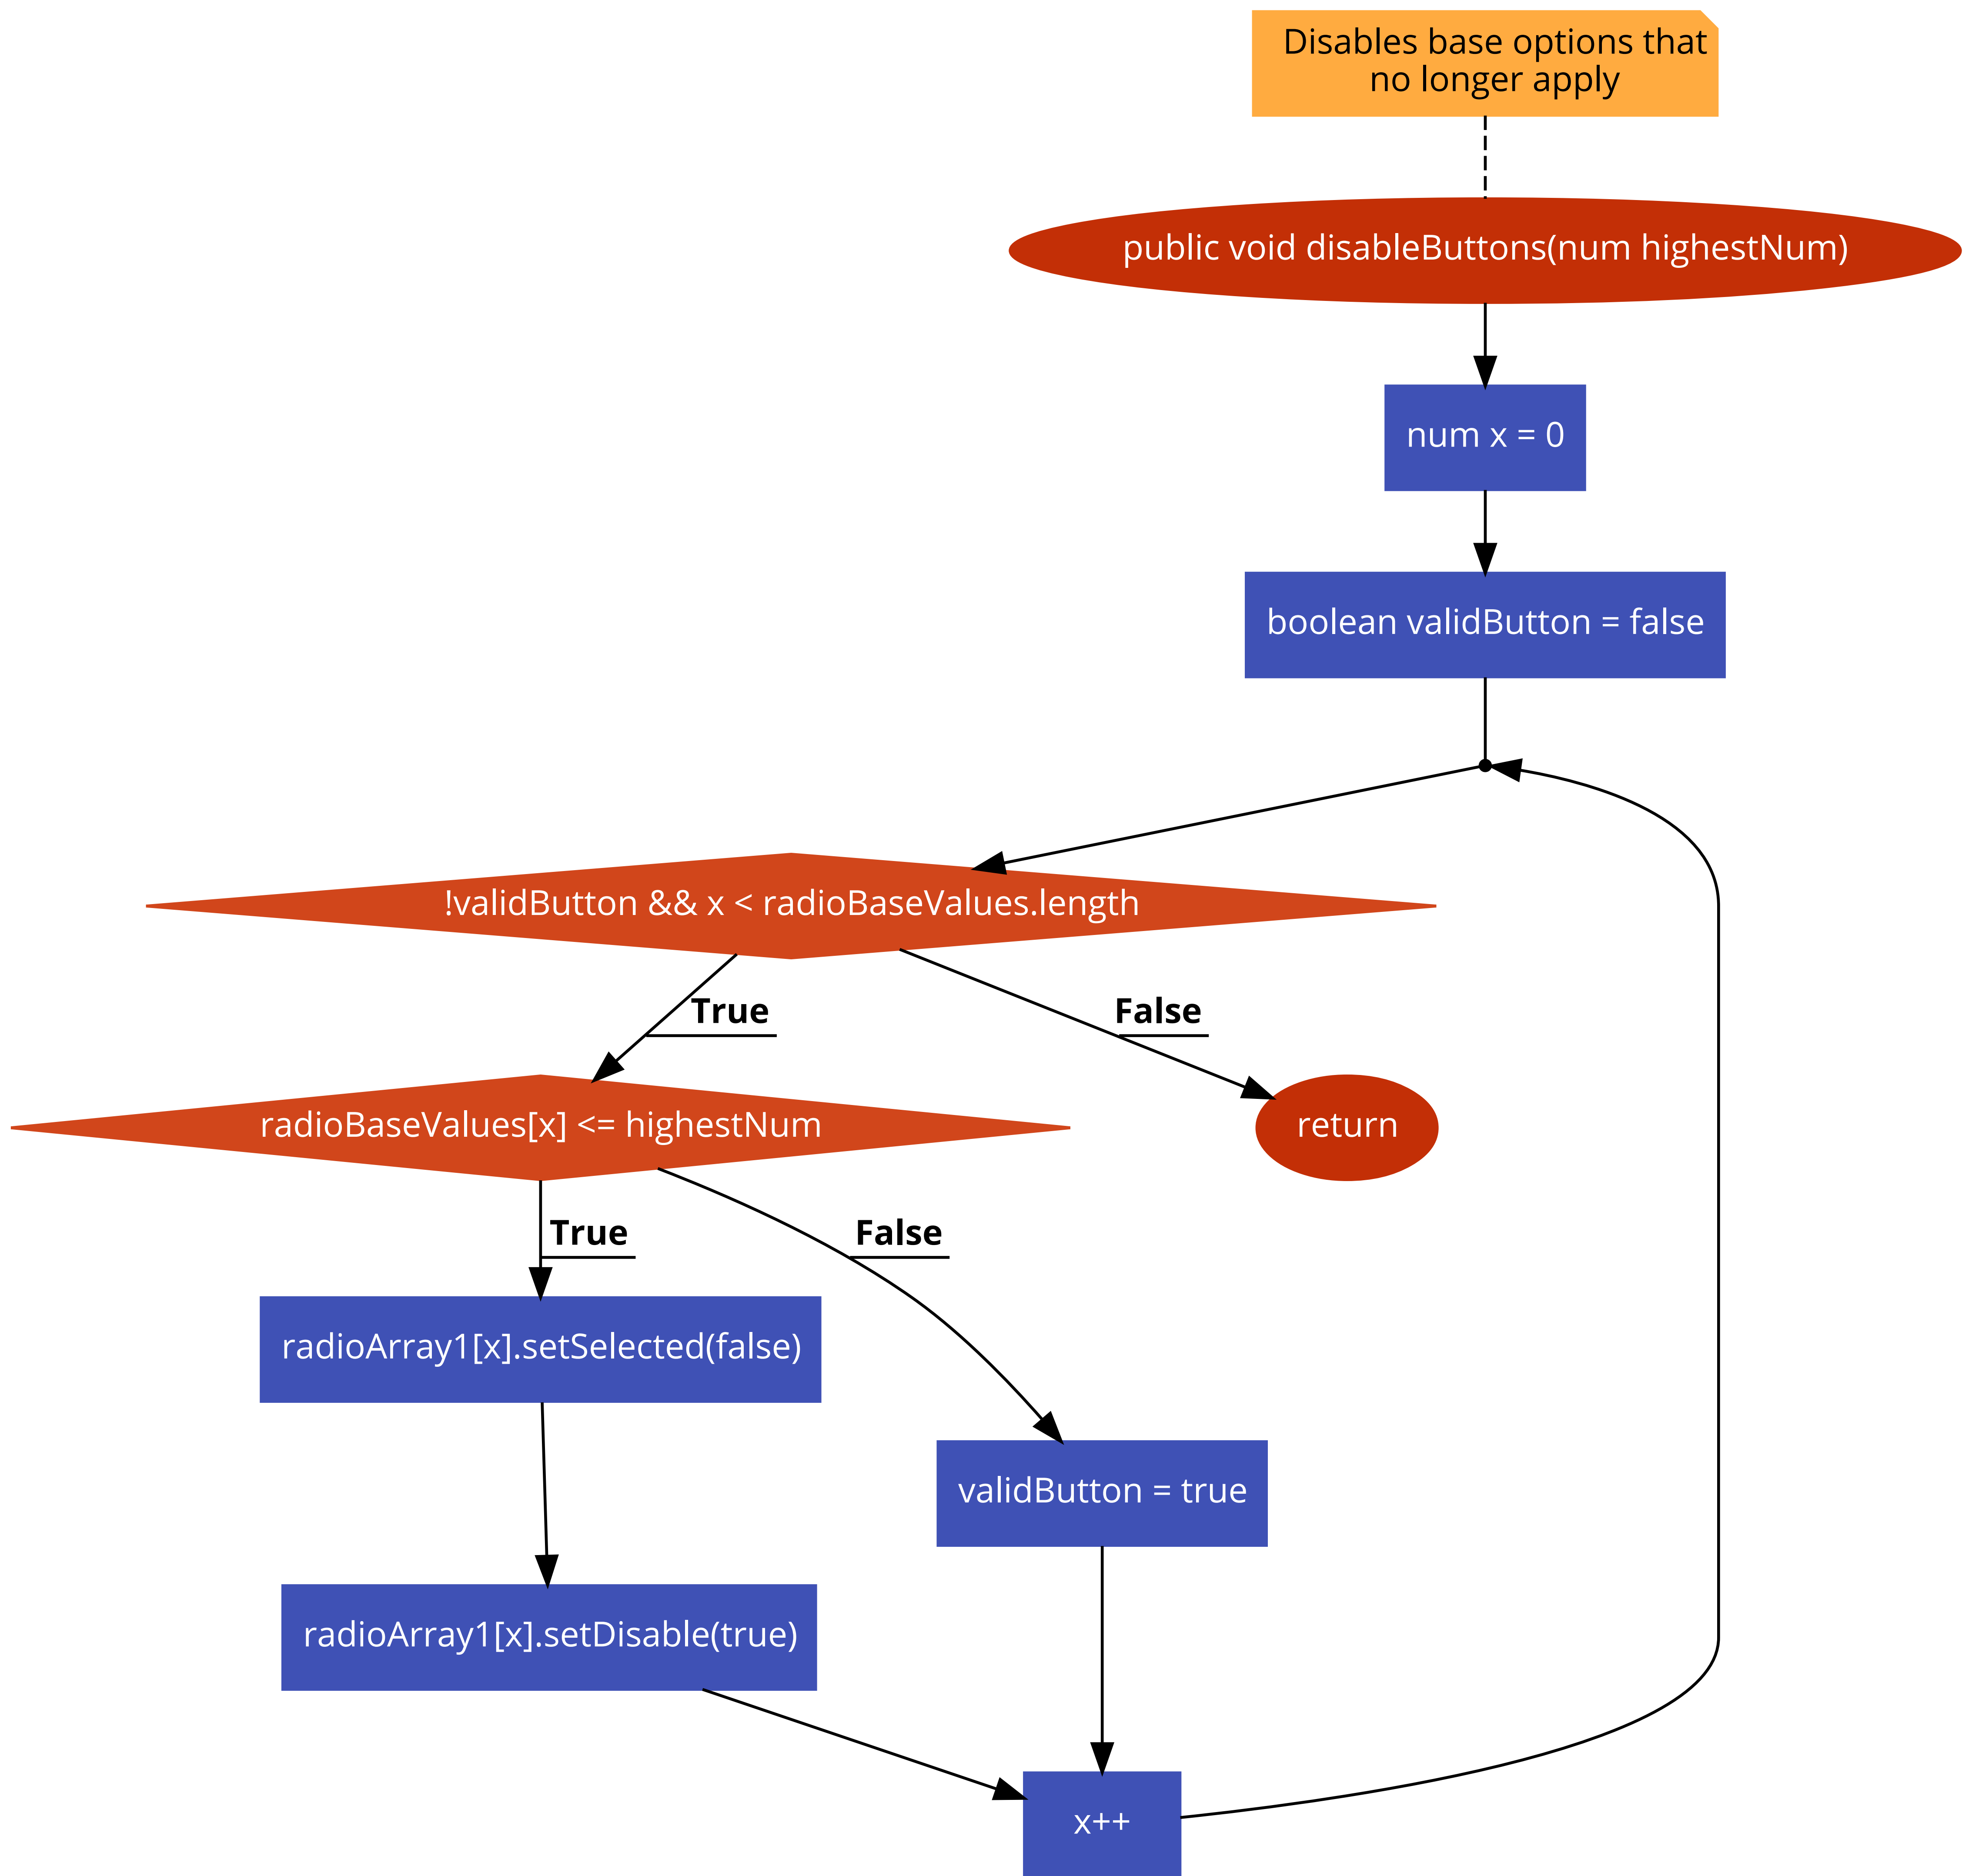 Disables base options that
no longer apply
public void disableButtons(num highestNum)
num x = 0
boolean validButton = false
!validButton && x < radioBaseValues.length
True
False
radioBaseValues[x] <= highestNum
return
True
False
radioArray1[x].setSelected(false)
validButton = true
radioArray1[x].setDisable(true)
x++